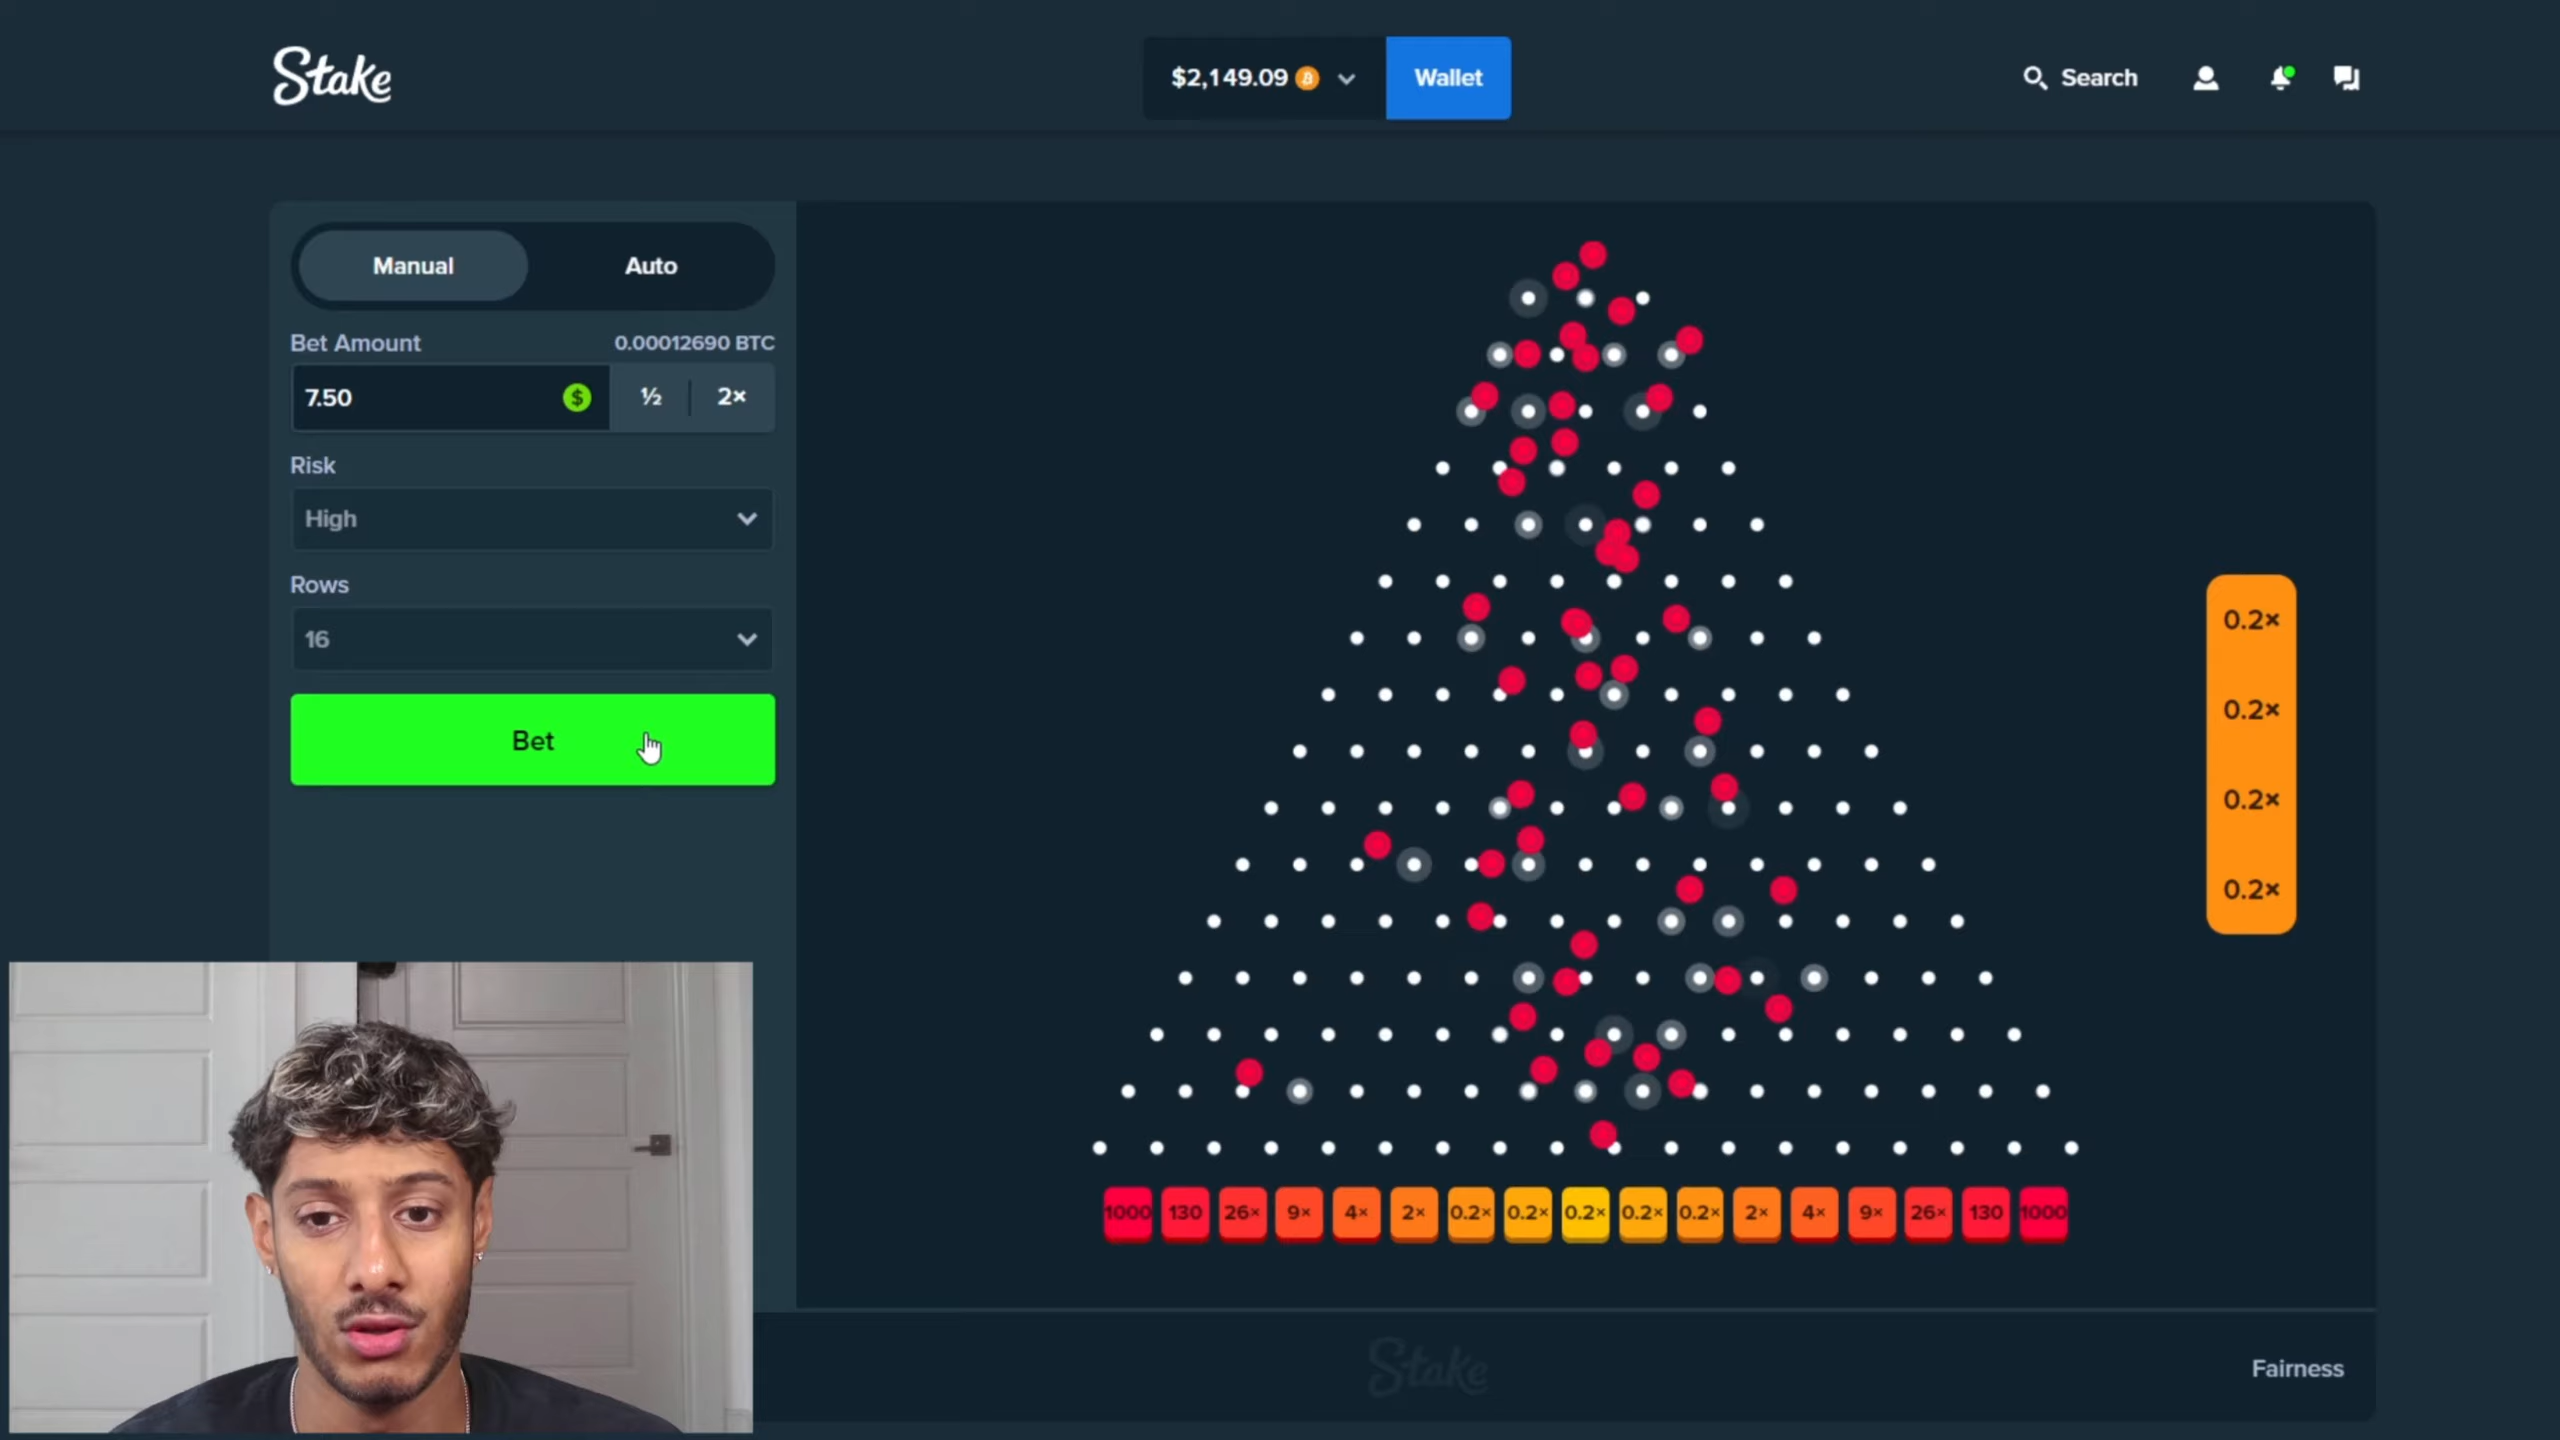 Stake
$2,149.09
Wallet
Search
Manual
Auto
Bet Amount
0.00012690 BTC
7.50
$
½
2×
Risk
High
Rows
16
Bet
0.2×
0.2×
0.2×
0.2×
1000 130 26× 9× 4× 2× 0.2× 0.2× 0.2× 0.2× 0.2× 2× 4× 9× 26× 130 1000
Stake
Fairness